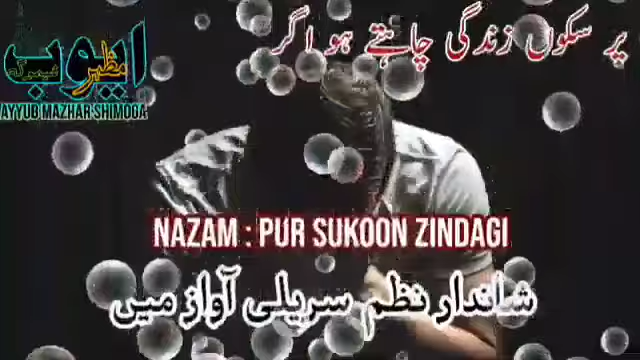 پر سکوں زندگی چاہتے ہو اگر
ایوب مظہر
AYYUB MAZHAR SHIMOGA
NAZAM : PUR SUKOON ZINDAGI
شاندار نظم سریلی آواز میں